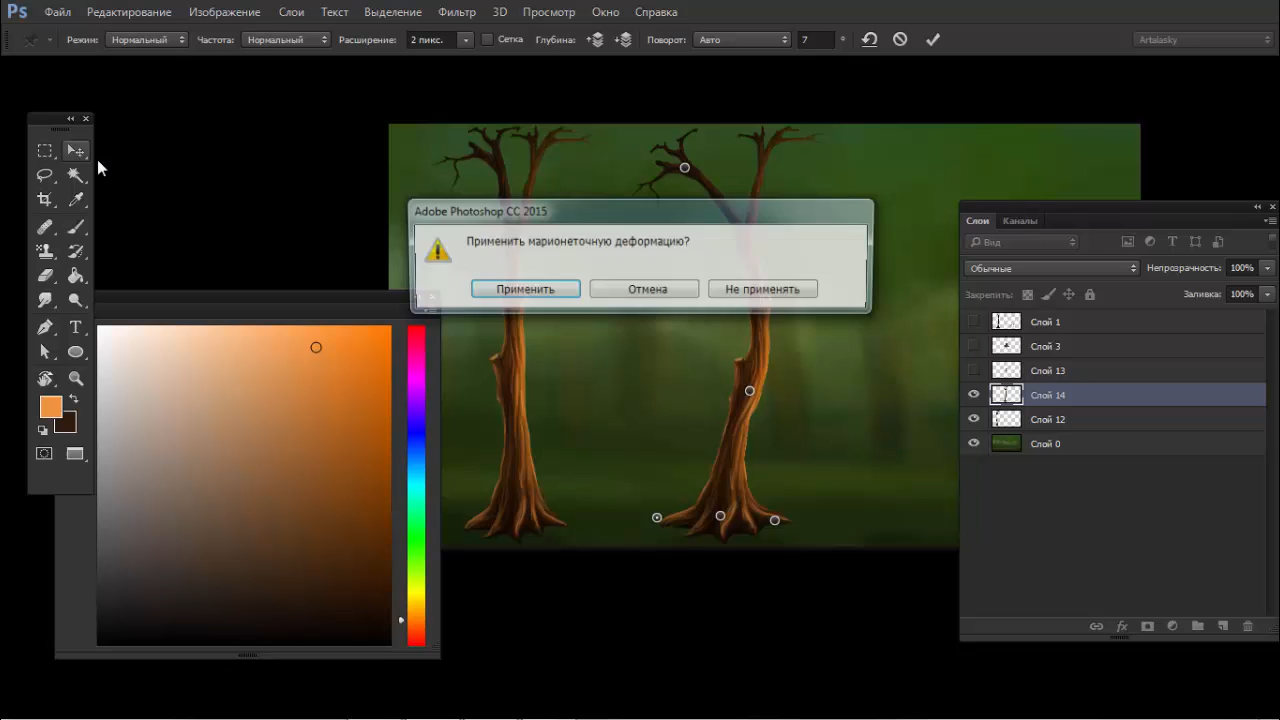 Ps Файл Редактирование Изображение Слои Текст Выделение Фильтр 3D Просмотр Окно Справка
Режим: Нормальный Частота: Нормальный Расширение: 2 пикс. Сетка Глубина: Поворот: Авто 7 ° Artalasky
Adobe Photoshop CC 2015
Применить марионеточную деформацию?
Применить Отмена Не применять
Слои Каналы
Вид
Обычные Непрозрачность: 100%
Закрепить: Заливка: 100%
Слой 1
Слой 3
Слой 13
Слой 14
Слой 12
Слой 0
fx